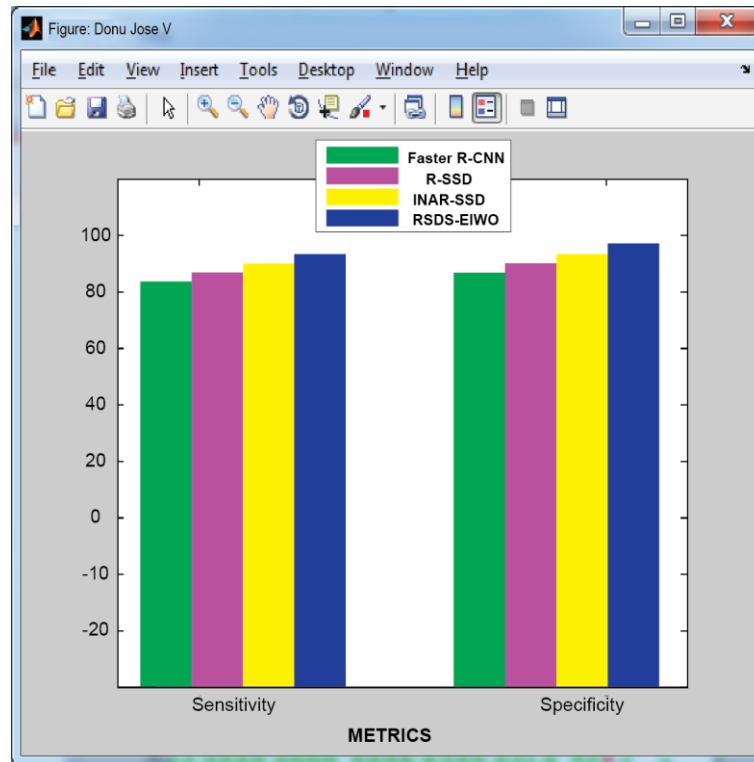 Figure: Donu Jose V
File Edit View Insert Tools Desktop Window Help
Faster R-CNN
R-SSD
INAR-SSD
RSDS-EIWO
100
80
60
40
20
0
-10
-20
Sensitivity Specificity
METRICS